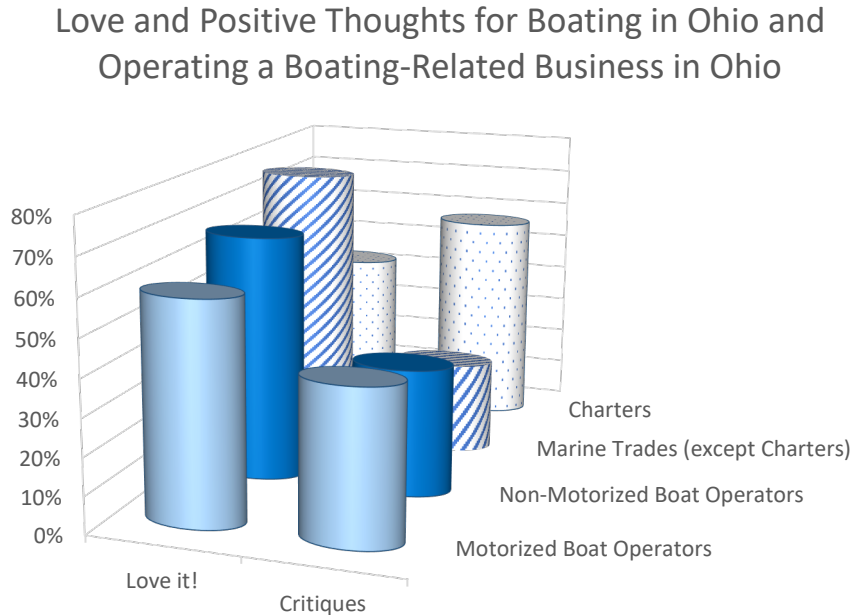 Love and Positive Thoughts for Boating in Ohio and
Operating a Boating-Related Business in Ohio
80%
70%
60%
50%
40%
30%
20%
10%
0%
Charters
Marine Trades (except Charters)
Non-Motorized Boat Operators
Motorized Boat Operators
Love it!
Critiques